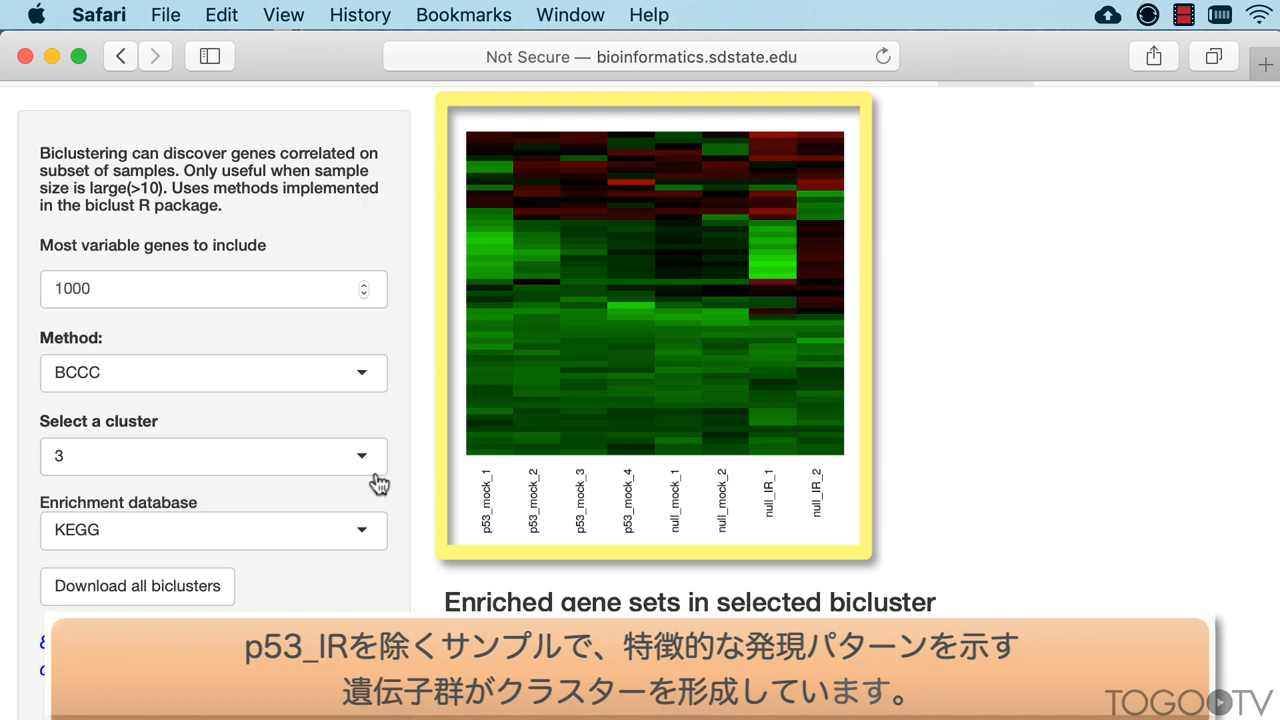 Safari File Edit View History Bookmarks Window Help
Not Secure — bioinformatics.sdstate.edu
Biclustering can discover genes correlated on
subset of samples. Only useful when sample
size is large(>10). Uses methods implemented
in the biclust R package.
Most variable genes to include
1000
Method:
BCCC
Select a cluster
3
Enrichment database
KEGG
Download all biclusters
p53_mock_1
p53_mock_2
p53_mock_3
p53_mock_4
null_mock_1
null_mock_2
null_IR_1
null_IR_2
Enriched gene sets in selected bicluster
p53_IRを除くサンプルで、特徴的な発現パターンを示す
遺伝子群がクラスターを形成しています。
TOGOTV